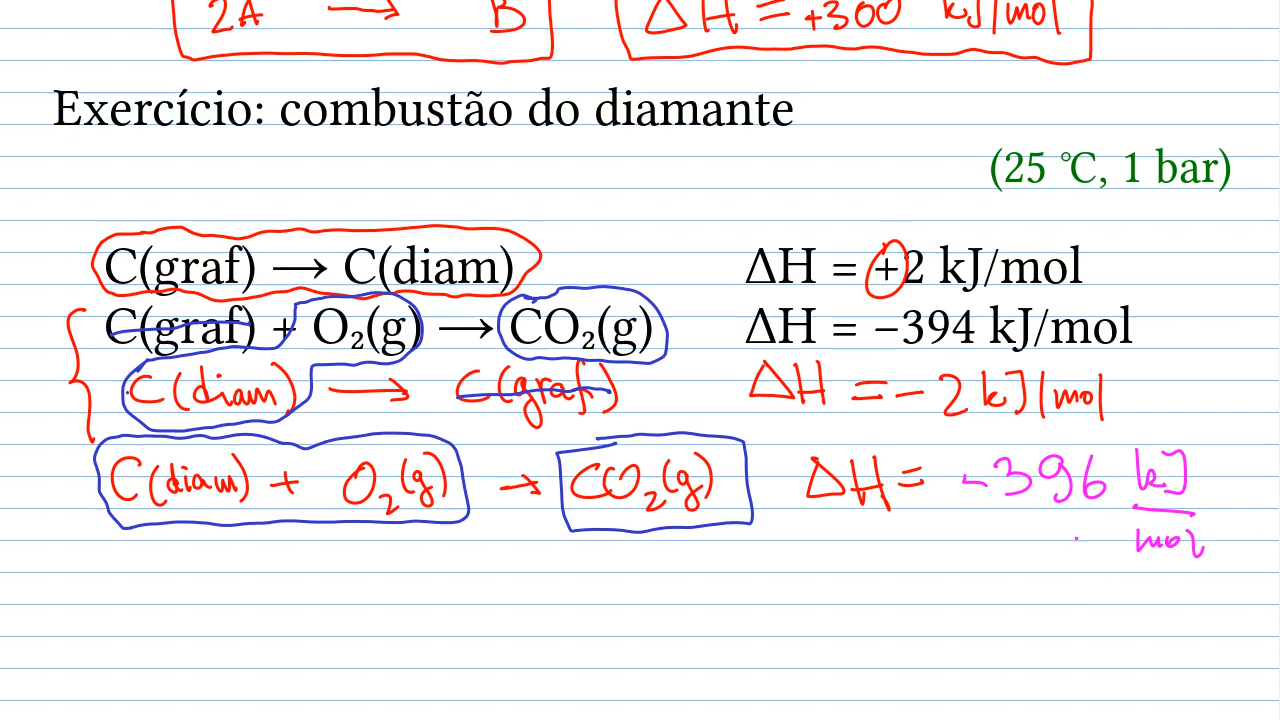 2A → B ΔH = +300 kJ/mol
Exercício: combustão do diamante
(25 °C, 1 bar)
C(graf) ⟶ C(diam) ΔH = +2 kJ/mol
C(graf) + O₂(g) ⟶ CO₂(g) ΔH = −394 kJ/mol
C(diam) ⟶ C(graf) ΔH = − 2 kJ/mol
C(diam) + O₂(g) → CO₂(g) ΔH = -396 kJ/mol